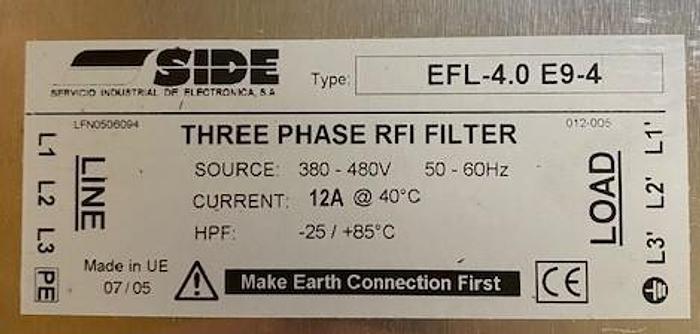 SIDE
SERVICIO INDUSTRIAL DE ELECTRONICA, S.A
Type: EFL-4.0 E9-4
LFN0506094
012-005
THREE PHASE RFI FILTER
SOURCE: 380 - 480V 50 - 60Hz
CURRENT: 12A @ 40°C
HPF: -25 / +85°C
L1 L2 L3 PE
LINE
LOAD
L1' L2' L3'
Made in UE
07/05
Make Earth Connection First
CE